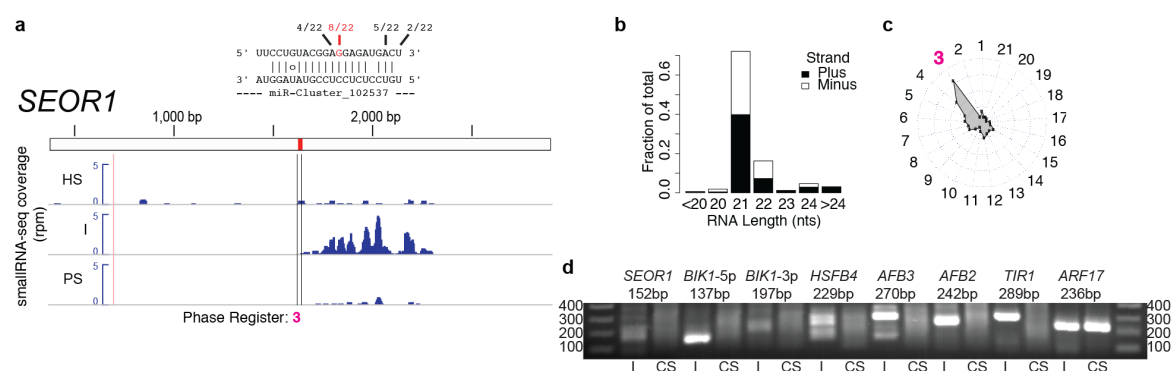 a
4/22 8/22 5/22 2/22
5' UUCCUGUACGGAGGAGAUGACU 3'
3' AUGGAUAUGCCUCCUCUCCUGU 5'
---- miR-Cluster_102537 ---
SEOR1
1,000 bp 2,000 bp
smallRNA-seq coverage
(rpm)
HS 5 0
I 5 0
PS 5 0
Phase Register: 3
b
Strand
Plus
Minus
Fraction of total
0.0 0.2 0.4 0.6
<20 20 21 22 23 24 >24
RNA Length (nts)
c
1 2 3 4 5 6 7 8 9 10 11 12 13 14 15 16 17 18 19 20 21
d
SEOR1 BIK1-5p BIK1-3p HSFB4 AFB3 AFB2 TIR1 ARF17
152bp 137bp 197bp 229bp 270bp 242bp 289bp 236bp
400 400
300 300
200 200
100 100
I CS I CS I CS I CS I CS I CS I CS I CS